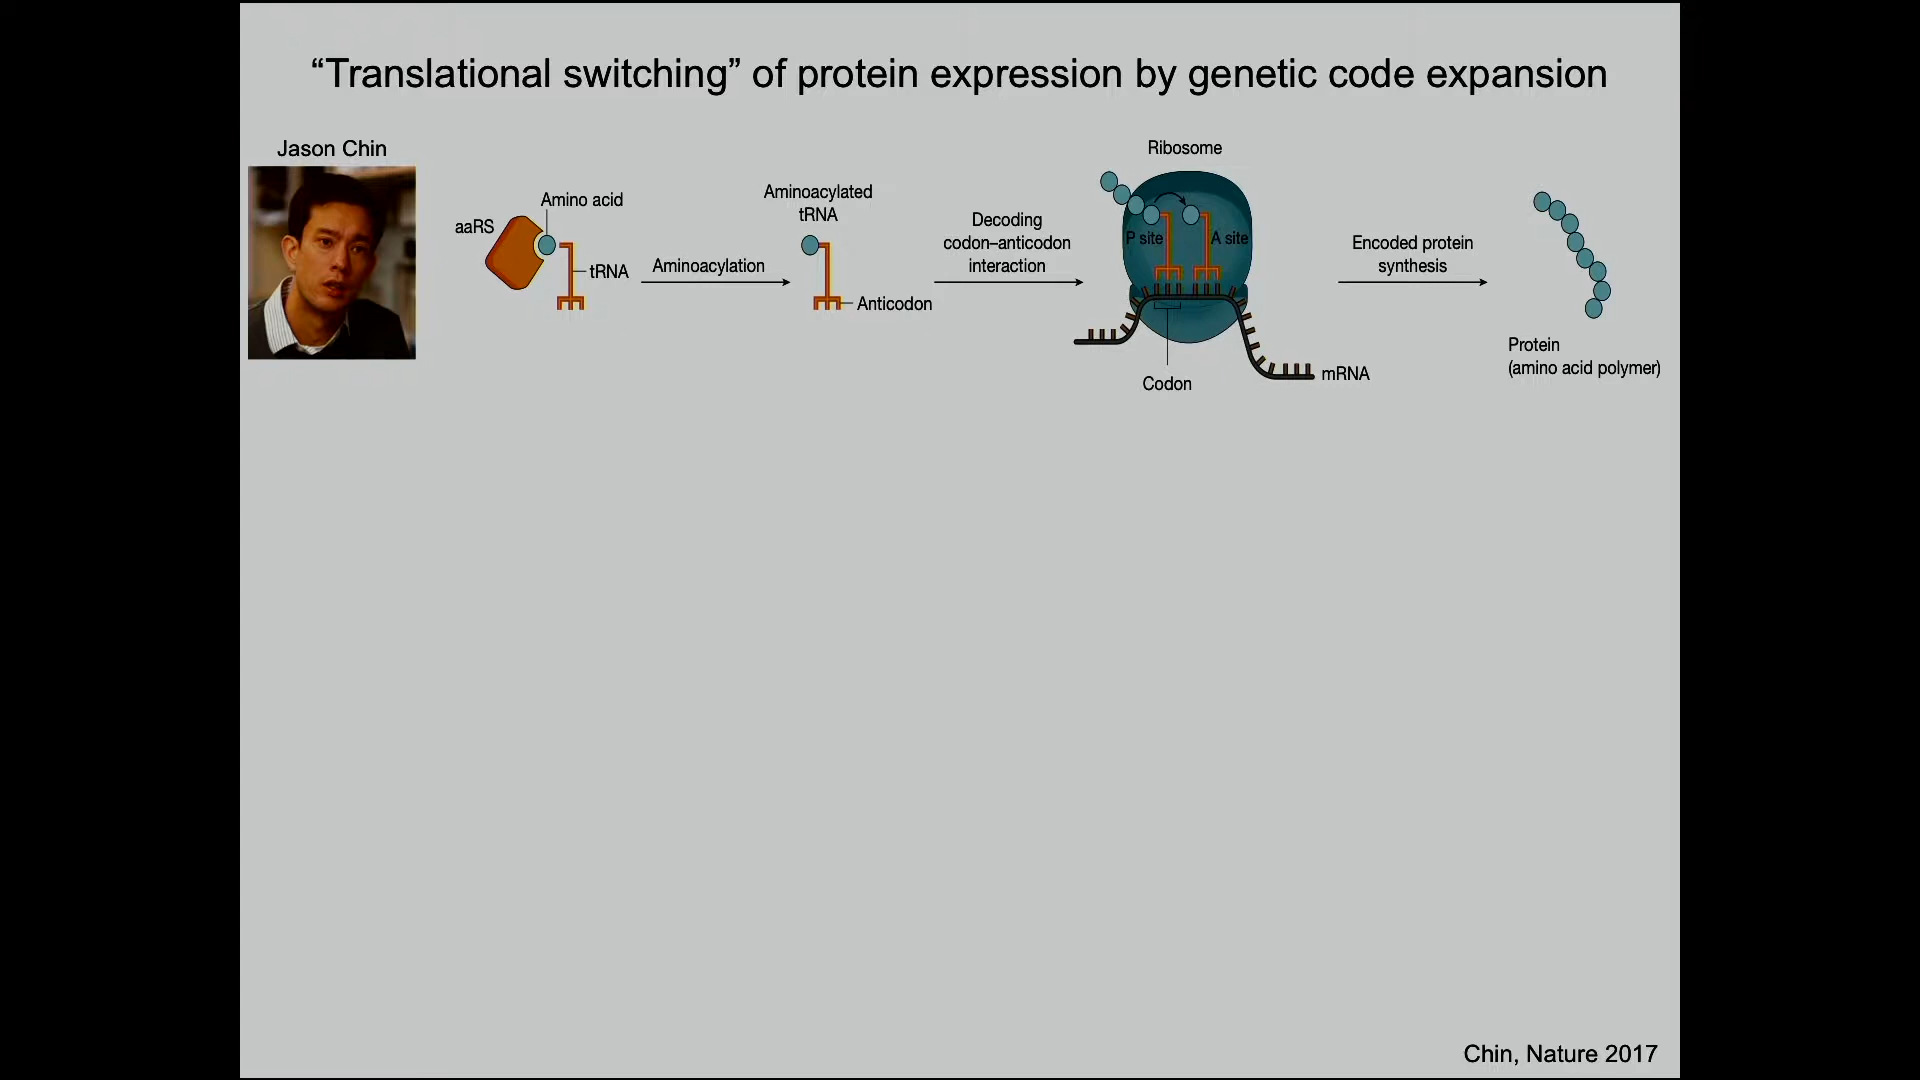 “Translational switching” of protein expression by genetic code expansion
Jason Chin
aaRS
Amino acid
tRNA
Aminoacylation
Aminoacylated
tRNA
Anticodon
Decoding
codon–anticodon
interaction
Ribosome
P site
A site
Codon
mRNA
Encoded protein
synthesis
Protein
(amino acid polymer)
Chin, Nature 2017